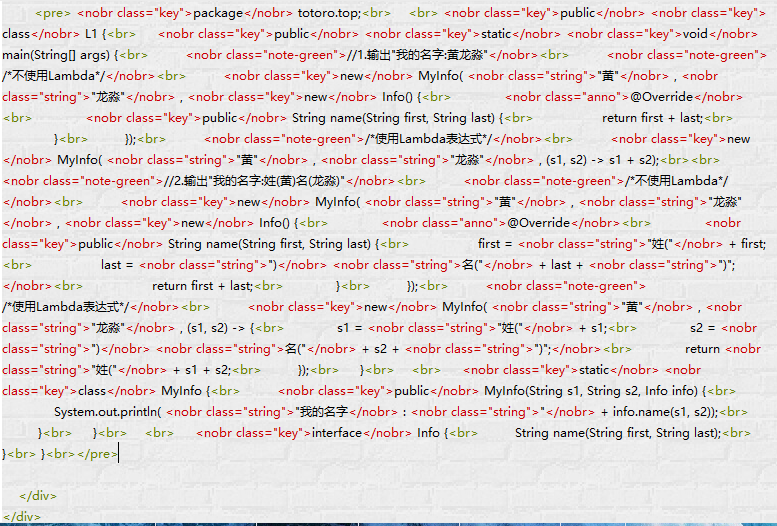 <pre> <nobr class="key">package</nobr> totoro.top;<br> <br> <nobr class="key">public</nobr> <nobr class="key">
class</nobr> L1 {<br> <nobr class="key">public</nobr> <nobr class="key">static</nobr> <nobr class="key">void</nobr>
main(String[] args) {<br> <nobr class="note-green">//1.输出"我的名字:黄龙淼"</nobr><br> <nobr class="note-green">
/*不使用Lambda*/</nobr><br> <nobr class="key">new</nobr> MyInfo( <nobr class="string">"黄"</nobr> , <nobr
class="string">"龙淼"</nobr> , <nobr class="key">new</nobr> Info() {<br> <nobr class="anno">@Override</nobr>
<br> <nobr class="key">public</nobr> String name(String first, String last) {<br> return first + last;<br>
}<br> });<br> <nobr class="note-green">/*使用Lambda表达式*/</nobr><br> <nobr class="key">new
</nobr> MyInfo( <nobr class="string">"黄"</nobr> , <nobr class="string">"龙淼"</nobr> , (s1, s2) -> s1 + s2);<br><br>
<nobr class="note-green">//2.输出"我的名字:姓(黄)名(龙淼)"</nobr><br> <nobr class="note-green">/*不使用Lambda*/
</nobr><br> <nobr class="key">new</nobr> MyInfo( <nobr class="string">"黄"</nobr> , <nobr class="string">"龙淼"
</nobr> , <nobr class="key">new</nobr> Info() {<br> <nobr class="anno">@Override</nobr><br> <nobr
class="key">public</nobr> String name(String first, String last) {<br> first = <nobr class="string">"姓("</nobr> + first;
<br> last = <nobr class="string">")</nobr> <nobr class="string">名("</nobr> + last + <nobr class="string">")";
</nobr><br> return first + last;<br> }<br> });<br> <nobr class="note-green">
/*使用Lambda表达式*/</nobr><br> <nobr class="key">new</nobr> MyInfo( <nobr class="string">"黄"</nobr> , <nobr
class="string">"龙淼"</nobr> , (s1, s2) -> {<br> s1 = <nobr class="string">"姓("</nobr> + s1;<br> s2 = <nobr
class="string">")</nobr> <nobr class="string">名("</nobr> + s2 + <nobr class="string">")";</nobr><br> return <nobr
class="string">"姓("</nobr> + s1 + s2;<br> });<br> }<br> <br> <nobr class="key">static</nobr> <nobr
class="key">class</nobr> MyInfo {<br> <nobr class="key">public</nobr> MyInfo(String s1, String s2, Info info) {<br>
System.out.println( <nobr class="string">"我的名字</nobr> : <nobr class="string">"</nobr> + info.name(s1, s2));<br>
}<br> }<br> <br> <nobr class="key">interface</nobr> Info {<br> String name(String first, String last);<br>
}<br> }<br></pre>
</div>
</div>